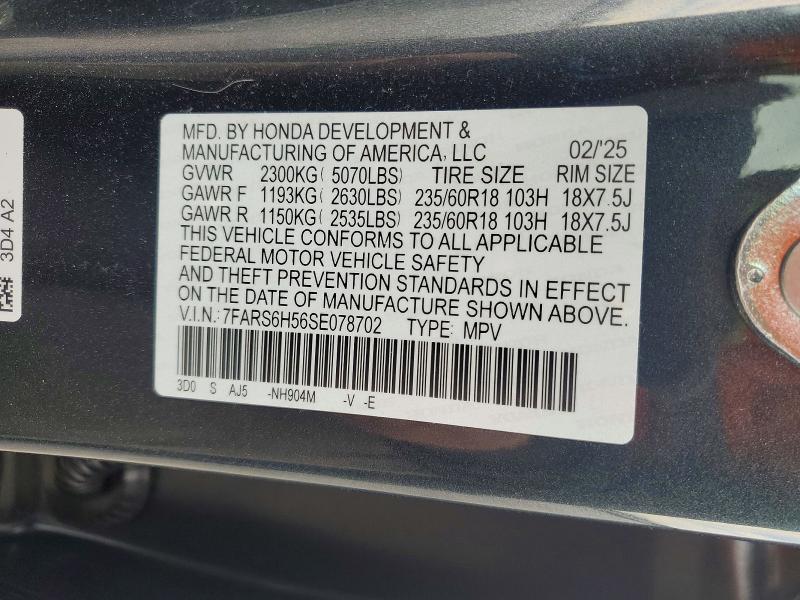 MFD. BY HONDA DEVELOPMENT &
MANUFACTURING OF AMERICA, LLC 02/'25
GVWR 2300KG( 5070LBS) TIRE SIZE RIM SIZE
GAWR F 1193KG( 2630LBS) 235/60R18 103H 18X7.5J
GAWR R 1150KG( 2535LBS) 235/60R18 103H 18X7.5J
THIS VEHICLE CONFORMS TO ALL APPLICABLE
FEDERAL MOTOR VEHICLE SAFETY
AND THEFT PREVENTION STANDARDS IN EFFECT
ON THE DATE OF MANUFACTURE SHOWN ABOVE.
V.I.N.: 7FARS6H56SE078702 TYPE: MPV
3D0 S AJ5 -NH904M -V -E
3D4 A2